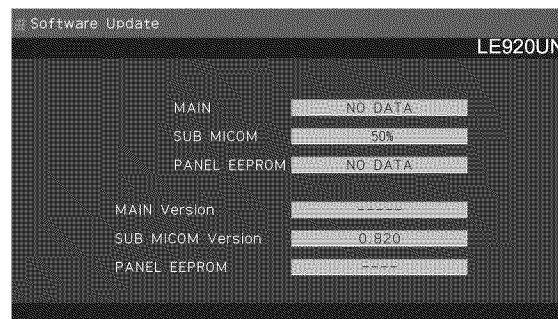 Software Update
LE920UN
MAIN NO DATA
SUB MICOM 50%
PANEL EEPROM NO DATA
MAIN Version -----
SUB MICOM Version 0.820
PANEL EEPROM ----